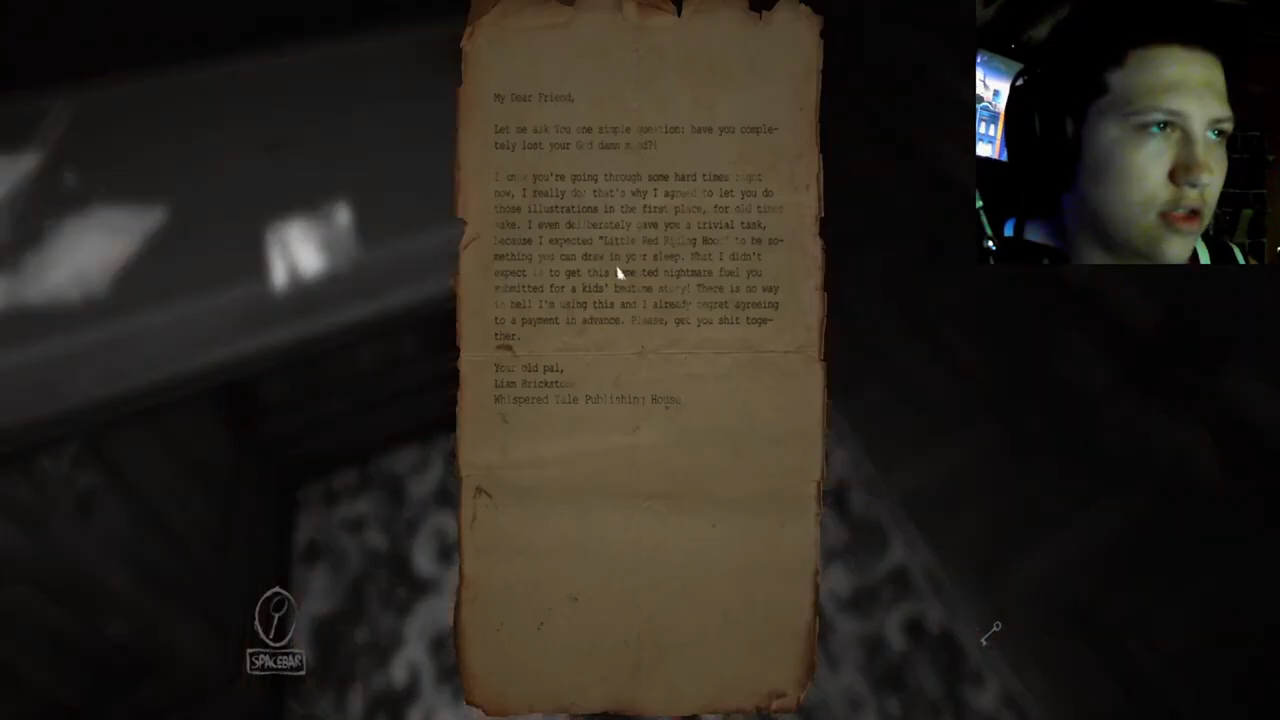 My Dear Friend,
Let me ask You one simple question: have you comple-
tely lost your God damn mind?!
I know you're going through some hard times right
now, I really do! that's why I agreed to let you do
those illustrations in the first place, for old times
sake. I even deliberately gave you a trivial task,
because I expected "Little Red Riding Hood" to be so-
mething you can draw in your sleep. What I didn't
expect is to get this demented nightmare fuel you
submitted for a kids' bedtime story! There is no way
in hell I'm using this and I already regret agreeing
to a payment in advance. Please, get you shit toge-
ther.
Your old pal,
Liam Brickstone
Whispered Tale Publishing House
SPACEBAR